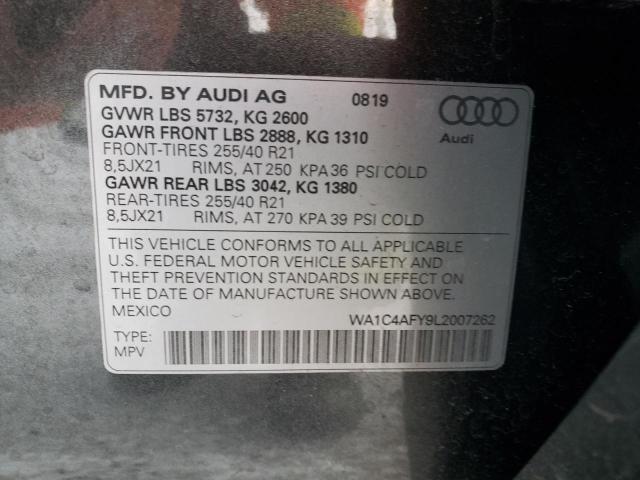 MFD. BY AUDI AG 0819
GVWR LBS 5732, KG 2600
GAWR FRONT LBS 2888, KG 1310
Audi
FRONT-TIRES 255/40 R21
8,5JX21 RIMS, AT 250 KPA 36 PSI COLD
GAWR REAR LBS 3042, KG 1380
REAR-TIRES 255/40 R21
8,5JX21 RIMS, AT 270 KPA 39 PSI COLD
THIS VEHICLE CONFORMS TO ALL APPLICABLE
U.S. FEDERAL MOTOR VEHICLE SAFETY AND
THEFT PREVENTION STANDARDS IN EFFECT ON
THE DATE OF MANUFACTURE SHOWN ABOVE.
MEXICO WA1C4AFY9L2007262
TYPE:
MPV